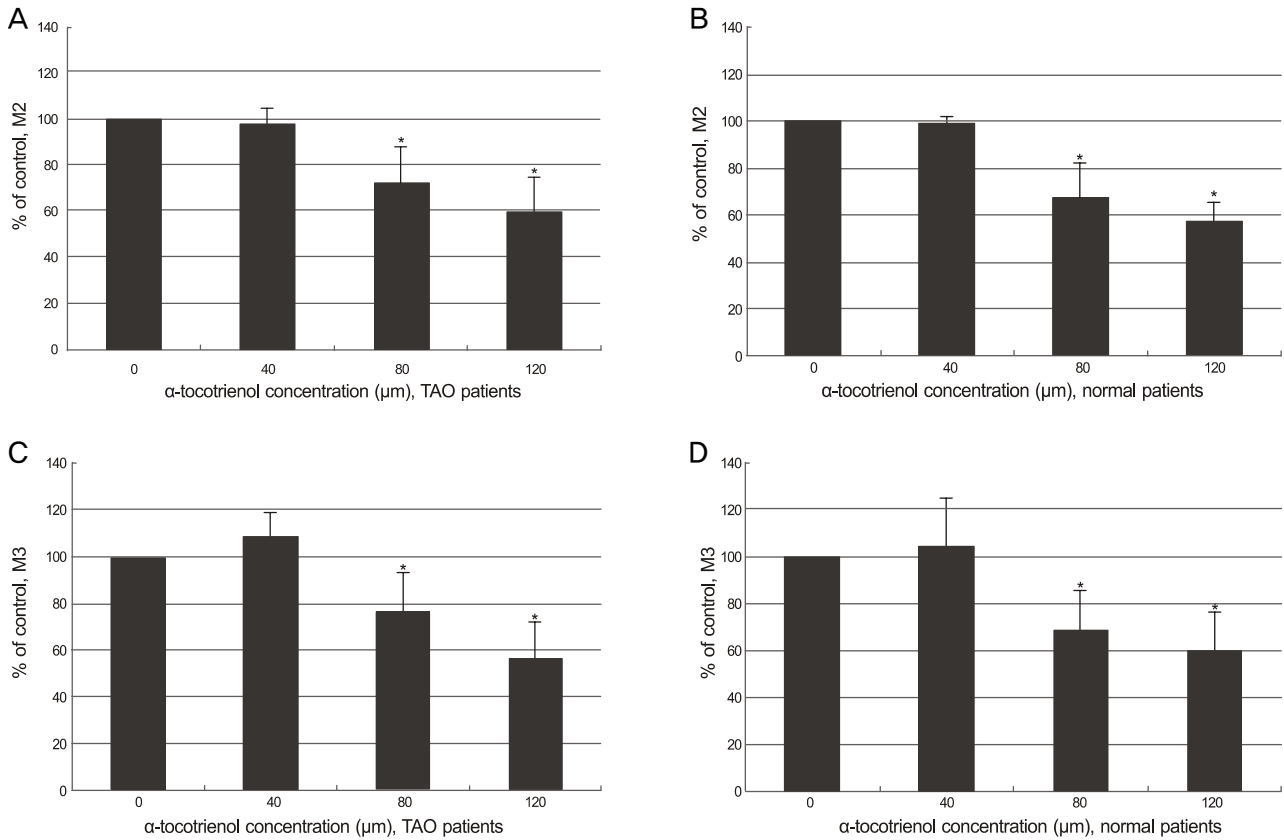 A
140
120
100
80
60
40
20
0
% of control, M2
*
*
0 40 80 120
α-tocotrienol concentration (μm), TAO patients
B
140
120
100
80
60
40
20
0
% of control, M2
*
*
0 40 80 120
α-tocotrienol concentration (μm), normal patients
C
140
120
100
80
60
40
20
0
% of control, M3
*
*
0 40 80 120
α-tocotrienol concentration (μm), TAO patients
D
140
120
100
80
60
40
20
0
% of control, M3
*
*
0 40 80 120
α-tocotrienol concentration (μm), normal patients